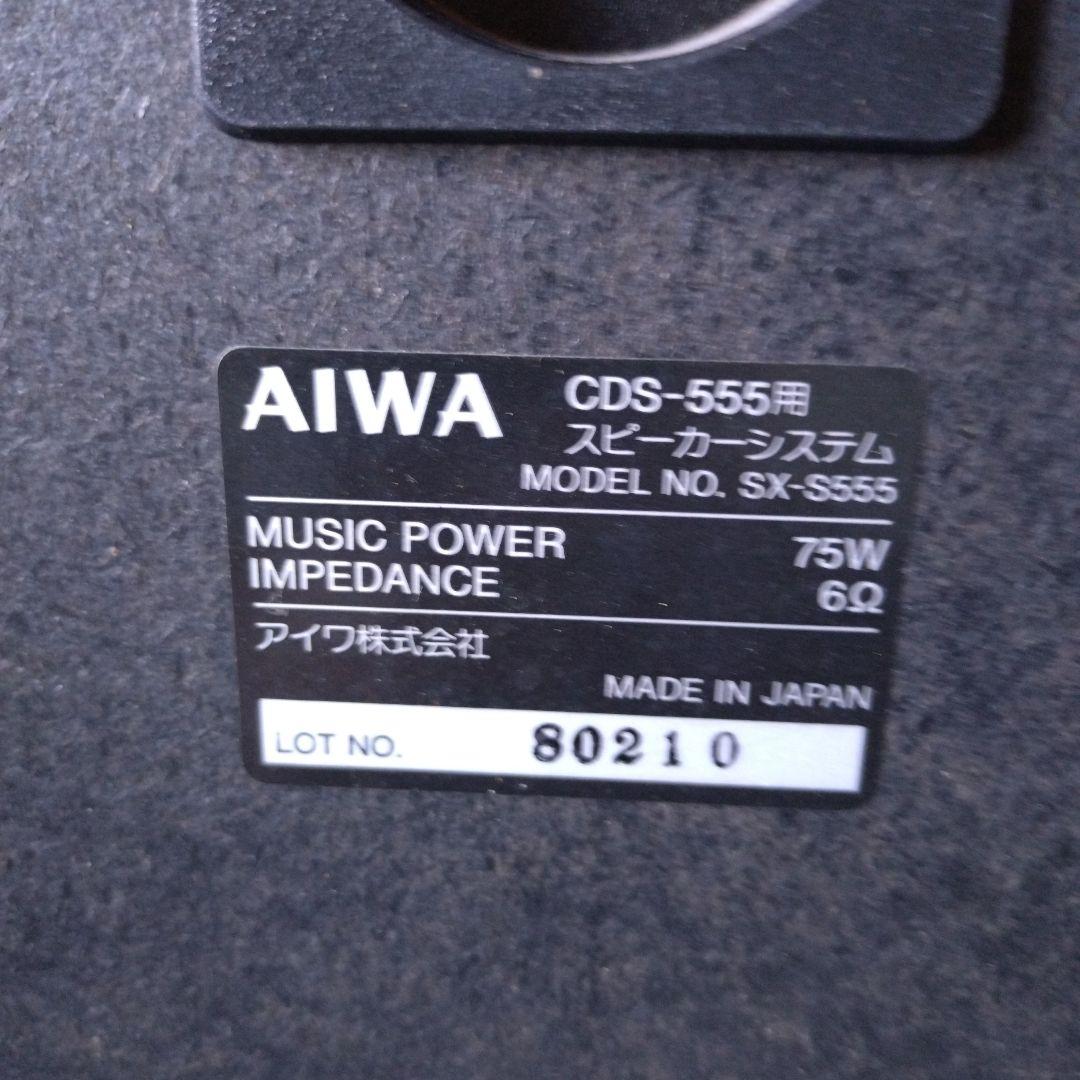 AIWA
CDS-555用
スピーカーシステム
MODEL NO. SX-S555
MUSIC POWER 75W
IMPEDANCE 6Ω
アイワ株式会社
MADE IN JAPAN
LOT NO. 80210